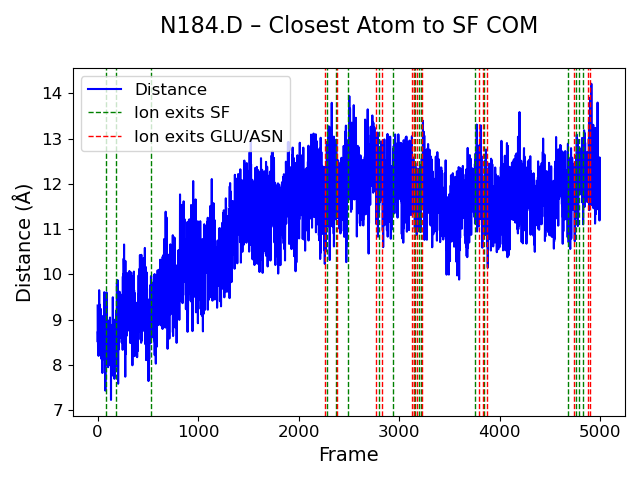 N184.D – Closest Atom to SF COM
Distance
Ion exits SF
Ion exits GLU/ASN
Distance (Å)
14
13
12
11
10
9
8
7
0 1000 2000 3000 4000 5000
Frame